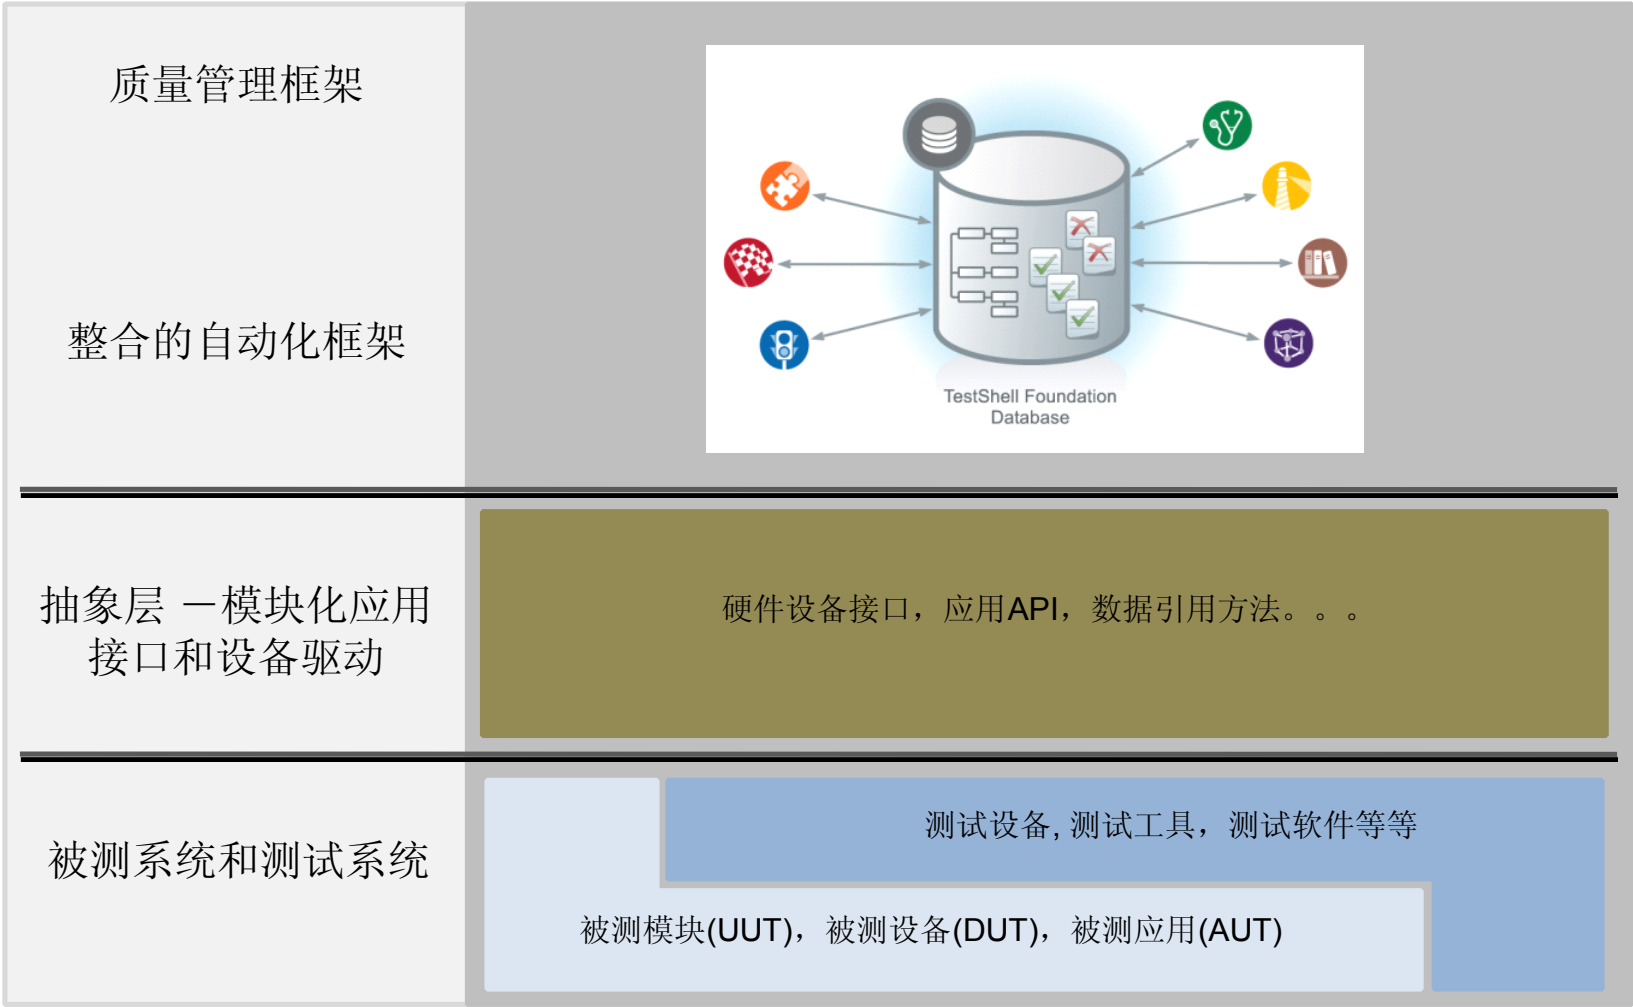 质量管理框架
TestShell Foundation
Database
整合的自动化框架
抽象层 －模块化应用
接口和设备驱动
硬件设备接口，应用API，数据引用方法。。。
被测系统和测试系统
测试设备, 测试工具，测试软件等等
被测模块(UUT)，被测设备(DUT)，被测应用(AUT)